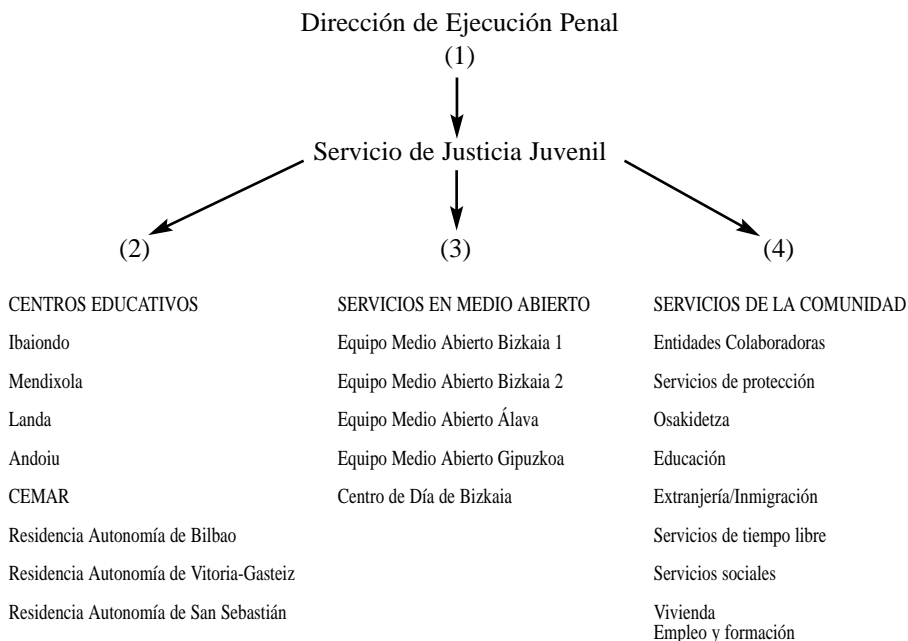 Dirección de Ejecución Penal
(1)
Servicio de Justicia Juvenil
(2)
(3)
(4)
CENTROS EDUCATIVOS
Ibaiondo
Mendixola
Landa
Andoiu
CEMAR
Residencia Autonomía de Bilbao
Residencia Autonomía de Vitoria-Gasteiz
Residencia Autonomía de San Sebastián
SERVICIOS EN MEDIO ABIERTO
Equipo Medio Abierto Bizkaia 1
Equipo Medio Abierto Bizkaia 2
Equipo Medio Abierto Álava
Equipo Medio Abierto Gipuzkoa
Centro de Día de Bizkaia
SERVICIOS DE LA COMUNIDAD
Entidades Colaboradoras
Servicios de protección
Osakidetza
Educación
Extranjería/Inmigración
Servicios de tiempo libre
Servicios sociales
Vivienda
Empleo y formación